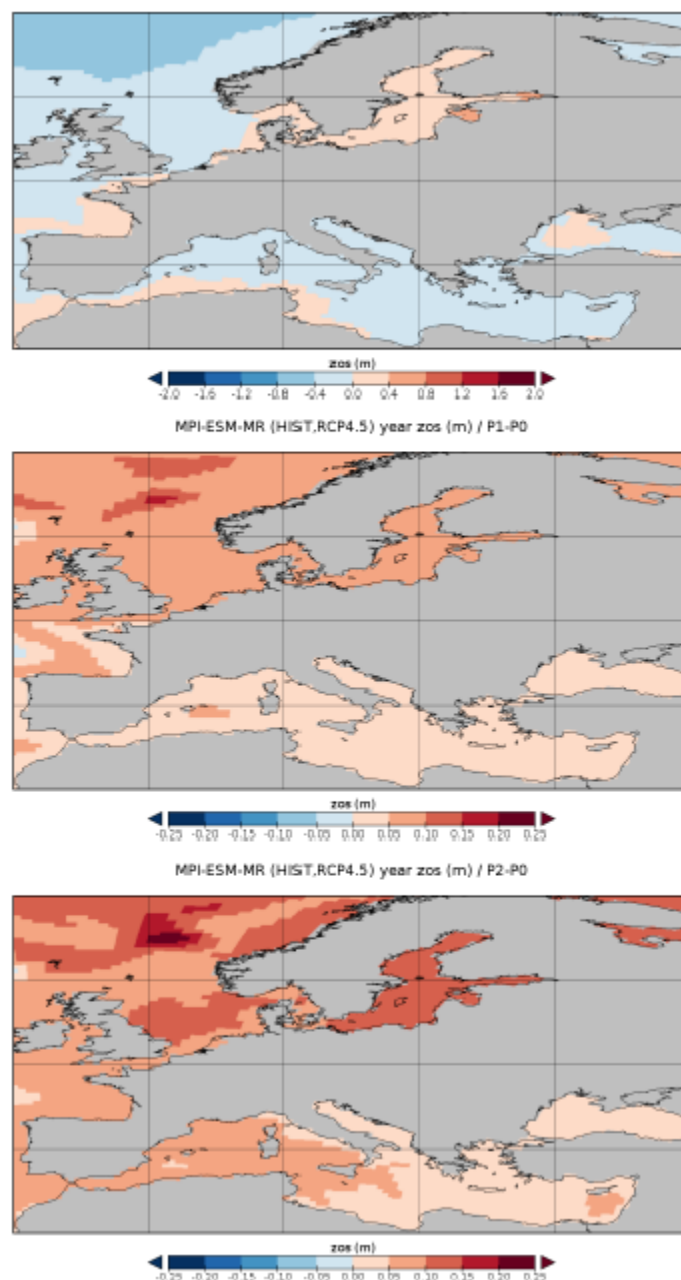 zos (m)
-2.0 -1.6 -1.2 -0.8 -0.4 0.0 0.4 0.8 1.2 1.6 2.0
MPI-ESM-MR (HIST,RCP4.5) year zos (m) / P1-P0
zos (m)
-0.25 -0.20 -0.15 -0.10 -0.05 0.00 0.05 0.10 0.15 0.20 0.25
MPI-ESM-MR (HIST,RCP4.5) year zos (m) / P2-P0
zos (m)
-0.25 -0.20 -0.15 -0.10 -0.05 0.00 0.05 0.10 0.15 0.20 0.25